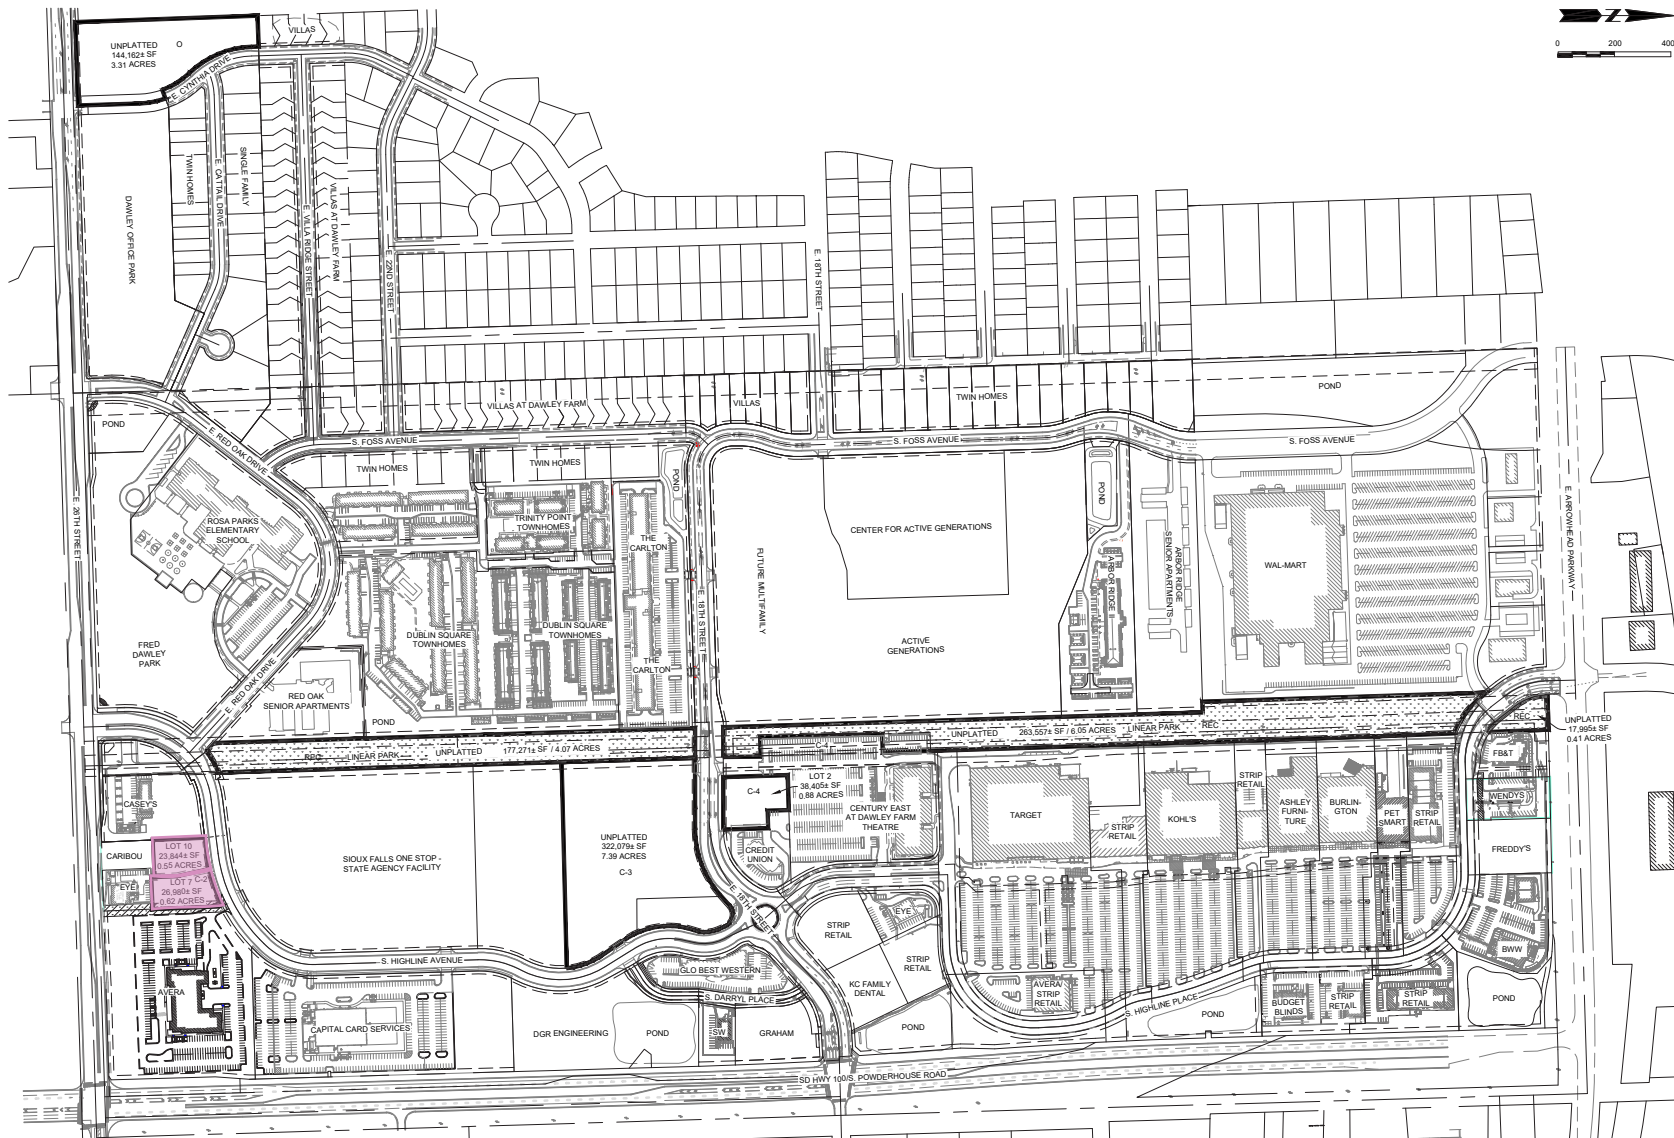 Z
0
200
400
UNPLATTED
144,162± SF
3.31 ACRES
O
VILLAS
E. CYNTHIA DRIVE
DAWLEY OFFICE PARK
TWINHOMES
E. CATTAIL DRIVE
SINGLE FAMILY
E. VILLA RIDGE STREET
VILLAS AT DAWLEY FARM
E. 22ND STREET
E. 18TH STREET
POND
VILLAS AT DAWLEY FARM
VILLAS
TWIN HOMES
POND
E. RED OAK DRIVE
S. FOSS AVENUE
S. FOSS AVENUE
S. FOSS AVENUE
TWIN HOMES
TWIN HOMES
POND
POND
E. 26TH STREET
ROSA PARKS
ELEMENTARY
SCHOOL
TRINITY POINT
TOWNHOMES
THE
CARLTON
CENTER FOR ACTIVE GENERATIONS
FUTURE MULTIFAMILY
E. 18TH STREET
ARBOR RIDGE
ARBOR RIDGE
SENIOR APARTMENTS
WAL-MART
E. ARROWHEAD PARKWAY
FRED
DAWLEY
PARK
DUBLIN SQUARE
TOWNHOMES
DUBLIN SQUARE
TOWNHOMES
THE
CARLTON
ACTIVE
GENERATIONS
E. RED OAK DRIVE
RED OAK
SENIOR APARTMENTS
POND
REC
LINEAR PARK
UNPLATTED
177,271± SF / 4.07 ACRES
UNPLATTED
263,557± SF / 6.05 ACRES
LINEAR PARK
REC
REC
UNPLATTED
17,995± SF
0.41 ACRES
C-4
C-4
LOT 2
38,405± SF
0.88 ACRES
CENTURY EAST
AT DAWLEY FARM
THEATRE
CREDIT
UNION
TARGET
STRIP
RETAIL
KOHL'S
STRIP
RETAIL
ASHLEY
FURNI-
TURE
BURLIN-
GTON
PET
SMART
STRIP
RETAIL
FB&T
WENDYS
FREDDY'S
CASEY'S
CARIBOU
LOT 10
23,844± SF
0.55 ACRES
EYE
LOT 7
C-2
26,980± SF
0.62 ACRES
SIOUX FALLS ONE STOP -
STATE AGENCY FACILITY
UNPLATTED
322,079± SF
7.39 ACRES
C-3
E. 18TH STREET
STRIP
RETAIL
EYE
STRIP
RETAIL
BWW
S. HIGHLINE AVENUE
GLO BEST WESTERN
S. DARRYL PLACE
KC FAMILY
DENTAL
AVERA/
STRIP
RETAIL
S. HIGHLINE PLACE
BUDGET
BLINDS
STRIP
RETAIL
STRIP
RETAIL
POND
AVERA
CAPITAL CARD SERVICES
DGR ENGINEERING
POND
SW
GRAHAM
POND
POND
SD HWY 100/S. POWDERHOUSE ROAD